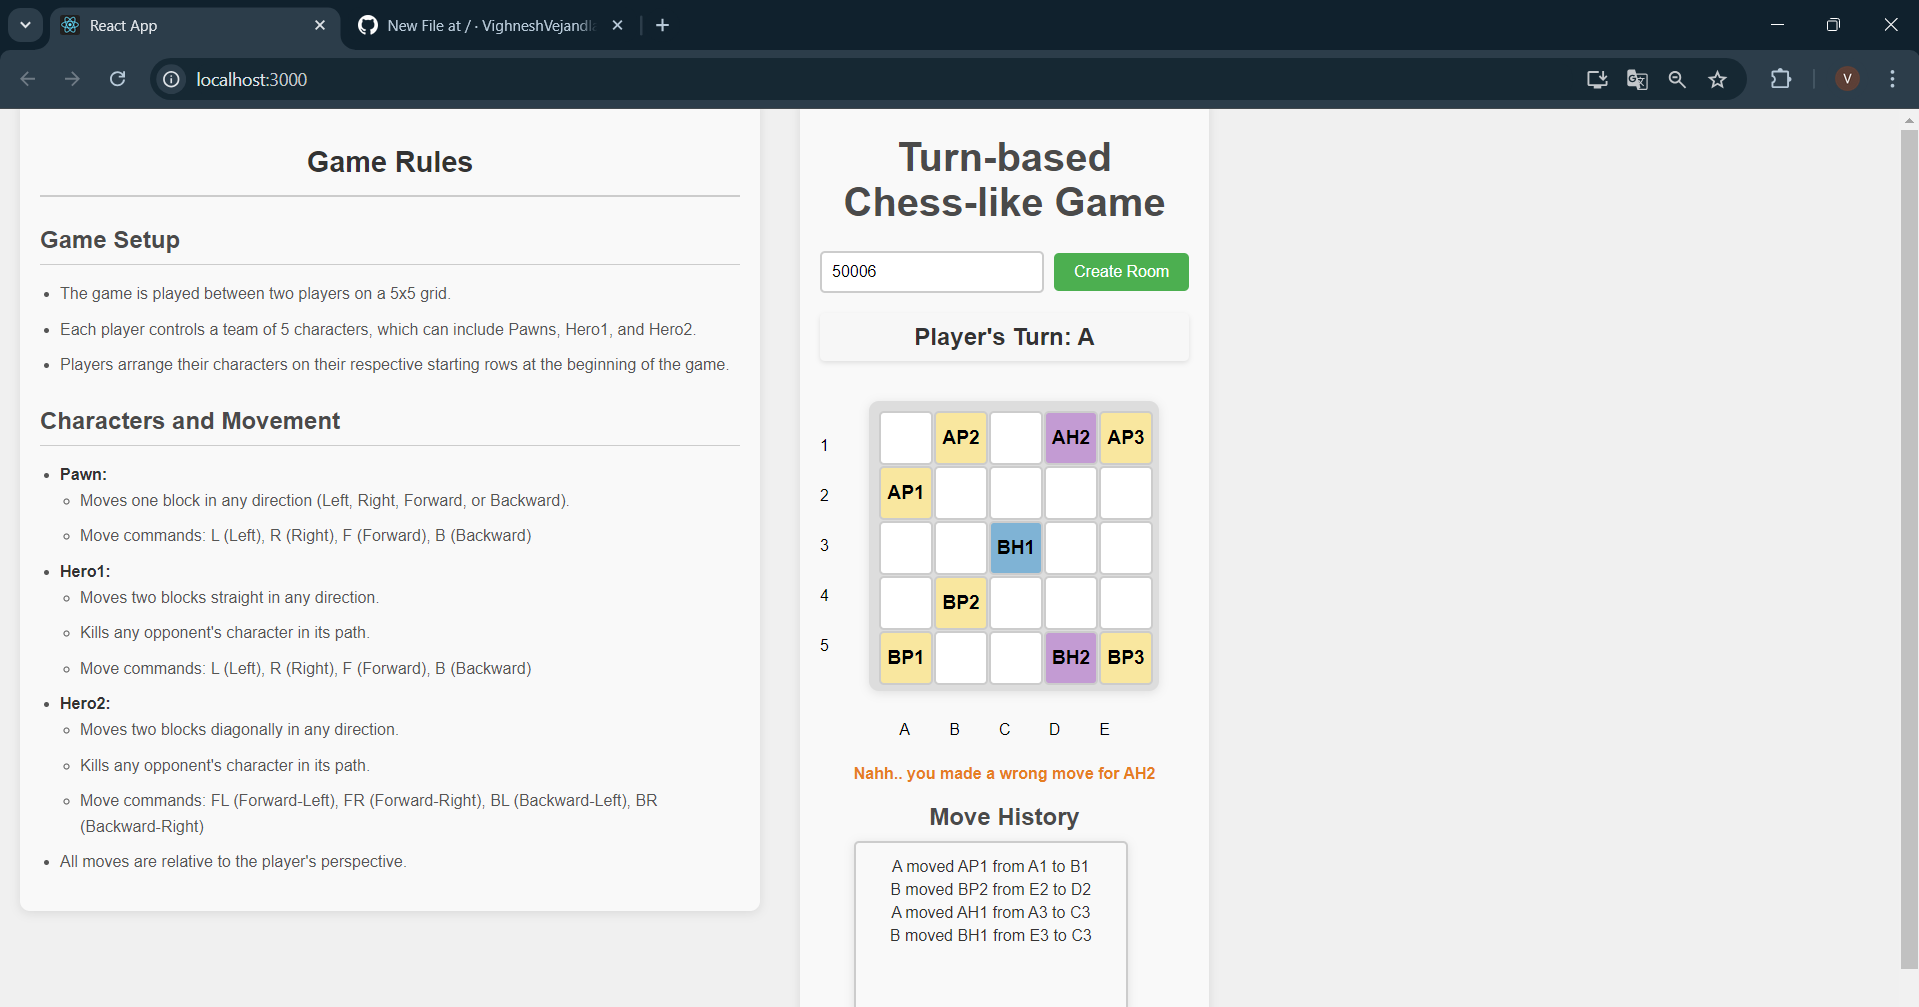 React App
New File at / · VighneshVejandla
localhost:3000
V
Game Rules
Game Setup
The game is played between two players on a 5x5 grid.
Each player controls a team of 5 characters, which can include Pawns, Hero1, and Hero2.
Players arrange their characters on their respective starting rows at the beginning of the game.
Characters and Movement
Pawn:
Moves one block in any direction (Left, Right, Forward, or Backward).
Move commands: L (Left), R (Right), F (Forward), B (Backward)
Hero1:
Moves two blocks straight in any direction.
Kills any opponent's character in its path.
Move commands: L (Left), R (Right), F (Forward), B (Backward)
Hero2:
Moves two blocks diagonally in any direction.
Kills any opponent's character in its path.
Move commands: FL (Forward-Left), FR (Forward-Right), BL (Backward-Left), BR
(Backward-Right)
All moves are relative to the player's perspective.
Turn-based
Chess-like Game
50006 Create Room
Player's Turn: A
1 AP2 AH2 AP3
2 AP1
3 BH1
4 BP2
5 BP1 BH2 BP3
A B C D E
Nahh.. you made a wrong move for AH2
Move History
A moved AP1 from A1 to B1
B moved BP2 from E2 to D2
A moved AH1 from A3 to C3
B moved BH1 from E3 to C3